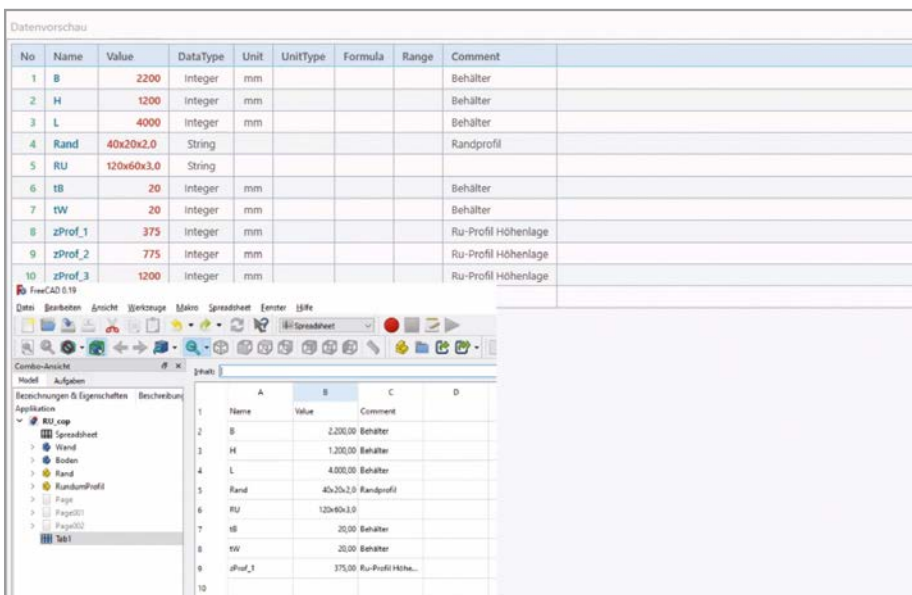 Datenvorschau
No Name Value DataType Unit UnitType Formula Range Comment
1 B 2200 Integer mm Behälter
2 H 1200 Integer mm Behälter
3 L 4000 Integer mm Behälter
4 Rand 40x20x2,0 String Randprofil
5 RU 120x60x3,0 String
6 tB 20 Integer mm Behälter
7 tW 20 Integer mm Behälter
8 zProf_1 375 Integer mm Ru-Profil Höhenlage
9 zProf_2 775 Integer mm Ru-Profil Höhenlage
10 zProf_3 1200 Integer mm Ru-Profil Höhenlage
FreeCAD 0.19
Datei Bearbeiten Ansicht Werkzeuge Makro Spreadsheet Fenster Hilfe
Spreadsheet
Combo-Ansicht
Inhalt:
Modell Aufgaben
Bezeichnungen & Eigenschaften Beschreibung
Applikation
RU_cop
Spreadsheet
Wand
Boden
Rand
RundumProfil
Page
Page001
Page002
Tab1
A B C D
1 Name Value Comment
2 B 2.200,00 Behälter
3 H 1.200,00 Behälter
4 L 4.000,00 Behälter
5 Rand 40x20x2,0 Randprofil
6 RU 120x60x3,0
7 tB 20,00 Behälter
8 tW 20,00 Behälter
9 zProf_1 375,00 Ru-Profil Höhe...
10